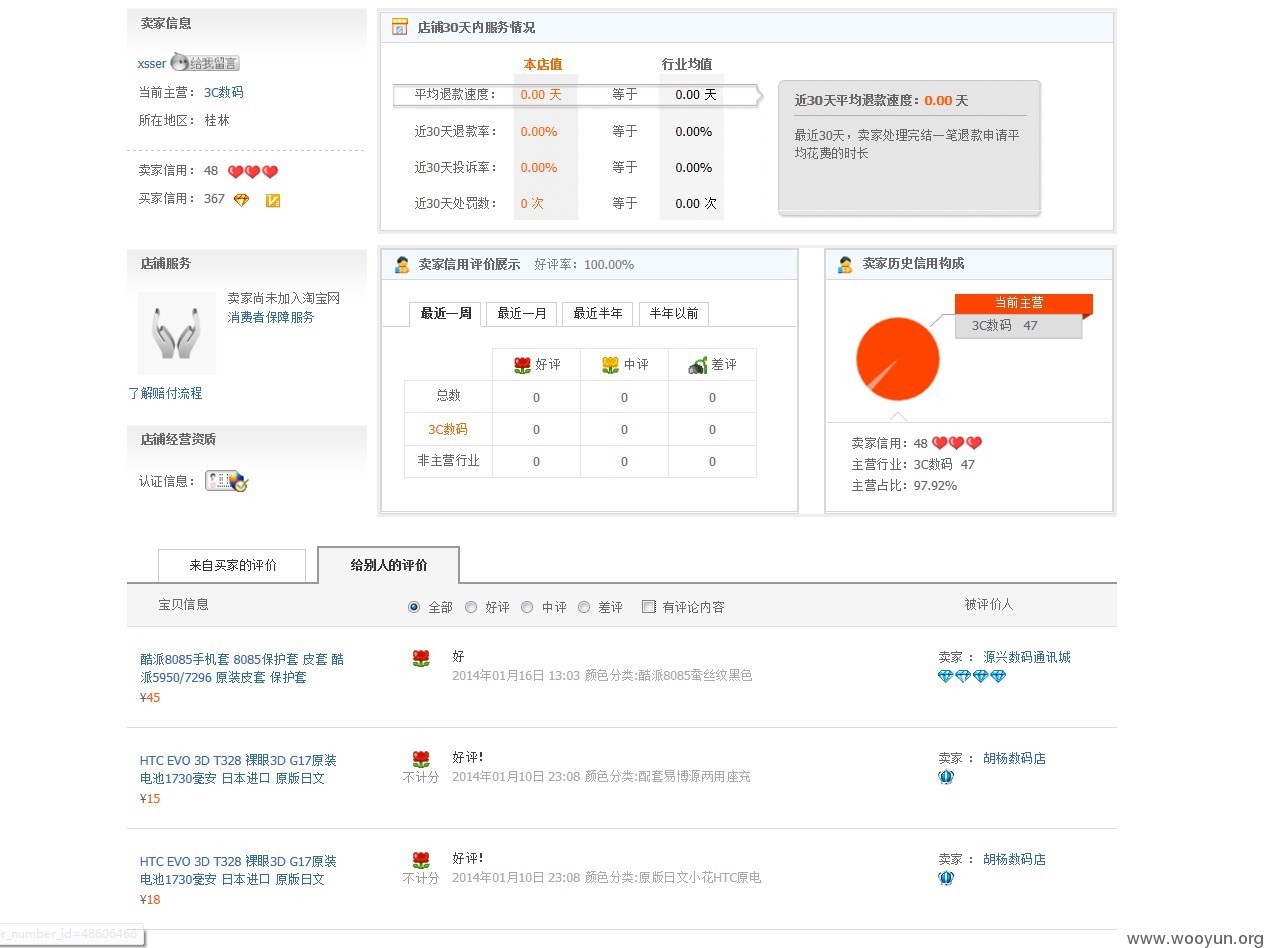 卖家信息
xsser 给我留言
当前主营： 3C数码
所在地区： 桂林
卖家信用： 48
买家信用： 367
店铺30天内服务情况
本店值 行业均值
平均退款速度： 0.00 天 等于 0.00 天
近30天退款率： 0.00% 等于 0.00%
近30天投诉率： 0.00% 等于 0.00%
近30天处罚数： 0 次 等于 0.00 次
近30天平均退款速度：0.00 天
最近30天，卖家处理完结一笔退款申请平
均花费的时长
店铺服务
卖家尚未加入淘宝网
消费者保障服务
了解赔付流程
店铺经营资质
认证信息：
卖家信用评价展示 好评率：100.00%
最近一周 最近一月 最近半年 半年以前
好评 中评 差评
总数 0 0 0
3C数码 0 0 0
非主营行业 0 0 0
卖家历史信用构成
当前主营
3C数码 47
卖家信用：48
主营行业：3C数码 47
主营占比：97.92%
来自买家的评价 给别人的评价
宝贝信息 全部 好评 中评 差评 有评论内容 被评价人
酷派8085手机套 8085保护套 皮套 酷
派5950/7296 原装皮套 保护套
¥45
好
2014年01月16日 13:03 颜色分类:酷派8085蚕丝纹黑色
卖家 ： 源兴数码通讯城
HTC EVO 3D T328 裸眼3D G17原装
电池1730毫安 日本进口 原版日文
¥15
不计分
好评!
2014年01月10日 23:08 颜色分类:配套易博源两用座充
卖家 ： 胡杨数码店
HTC EVO 3D T328 裸眼3D G17原装
电池1730毫安 日本进口 原版日文
¥18
不计分
好评!
2014年01月10日 23:08 颜色分类:原版日文小花HTC原电
卖家 ： 胡杨数码店
er_number_id=48606466
www.wooyun.org